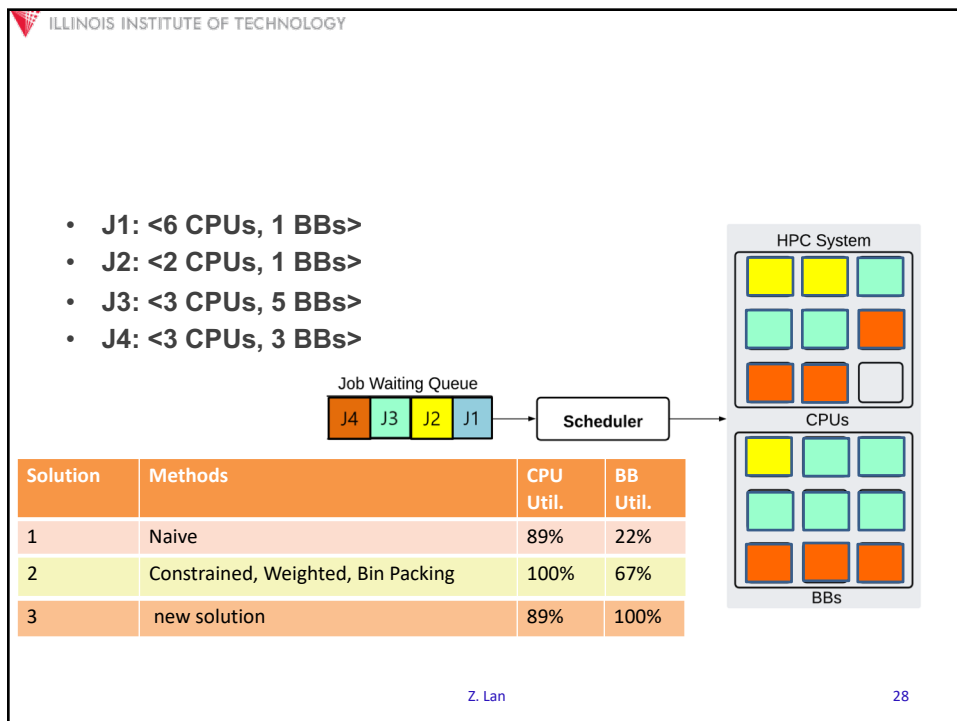 ILLINOIS INSTITUTE OF TECHNOLOGY
• J1: <6 CPUs, 1 BBs>
• J2: <2 CPUs, 1 BBs>
• J3: <3 CPUs, 5 BBs>
• J4: <3 CPUs, 3 BBs>
HPC System
CPUs
BBs
Job Waiting Queue
J4 J3 J2 J1
Scheduler
Solution Methods CPU Util. BB Util.
1 Naive 89% 22%
2 Constrained, Weighted, Bin Packing 100% 67%
3 new solution 89% 100%
Z. Lan 28